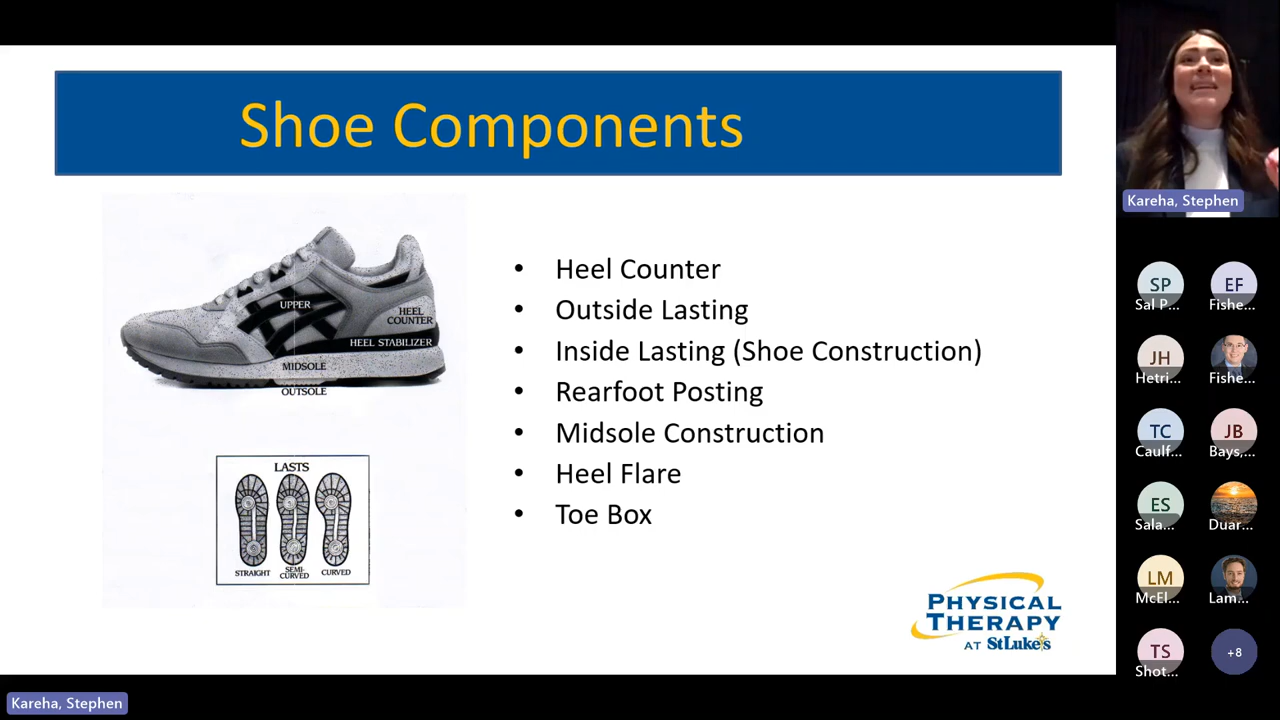 Shoe Components
UPPER
HEEL
COUNTER
HEEL STABILIZER
MIDSOLE
OUTSOLE
LASTS
STRAIGHT
SEMI-
CURVED
CURVED
• Heel Counter
• Outside Lasting
• Inside Lasting (Shoe Construction)
• Rearfoot Posting
• Midsole Construction
• Heel Flare
• Toe Box
PHYSICAL
THERAPY
AT StLuke's
Kareha, Stephen
Kareha, Stephen
SP
Sal P...
EF
Fishe...
JH
Hetri...
Fishe...
TC
Caulf...
JB
Bays,...
ES
Sala...
Duar...
LM
McEl...
Lam...
TS
Shot...
+8